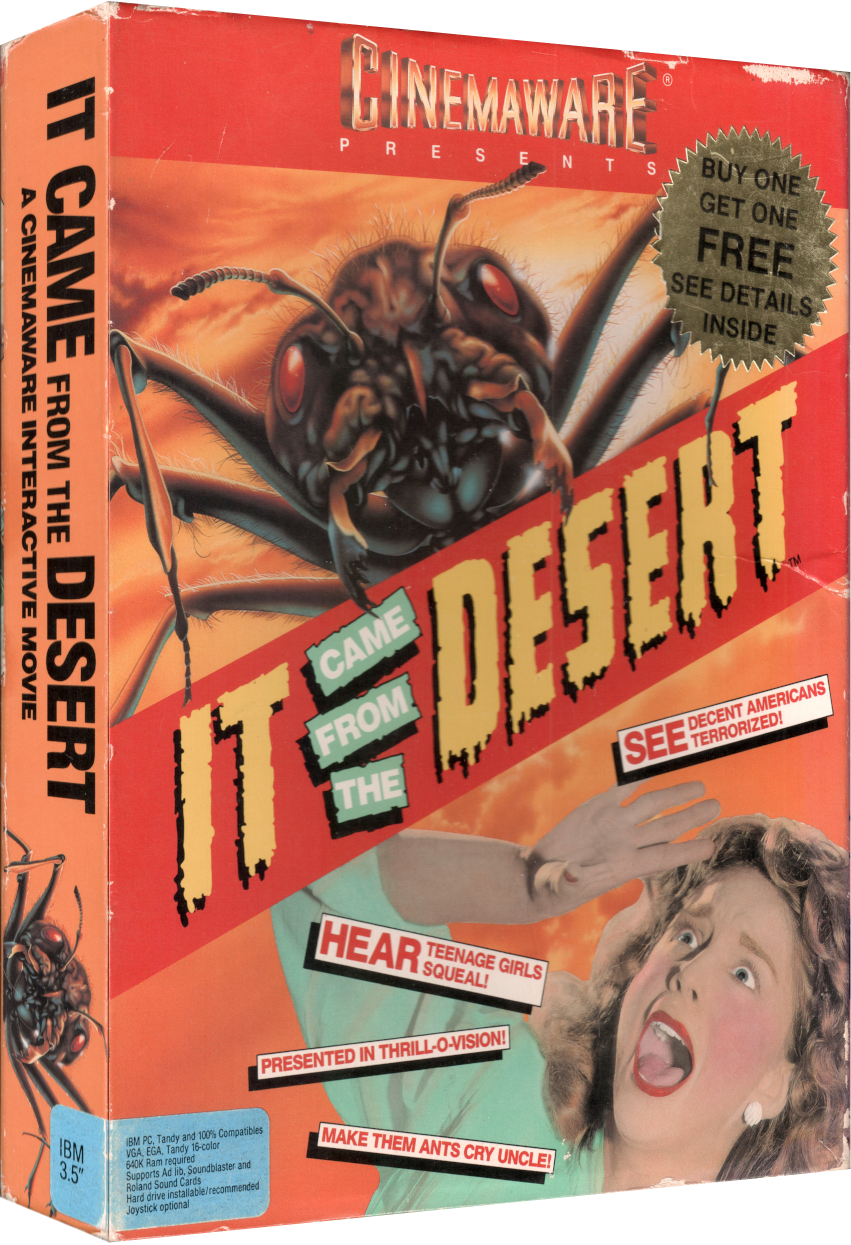 IT CAME FROM THE DESERT
A CINEMAWARE INTERACTIVE MOVIE
IBM
3.5"
CINEMAWARE®
PRESENTS
BUY ONE
GET ONE
FREE
SEE DETAILS
INSIDE
IT
CAME
FROM
THE
DESERT™
SEE DECENT AMERICANS
TERRORIZED!
HEAR TEENAGE GIRLS
SQUEAL!
PRESENTED IN THRILL-O-VISION!
MAKE THEM ANTS CRY UNCLE!
IBM PC, Tandy and 100% Compatibles
VGA, EGA, Tandy 16-color
640K Ram required
Supports Ad lib, Soundblaster and
Roland Sound Cards
Hard drive installable/recommended
Joystick optional